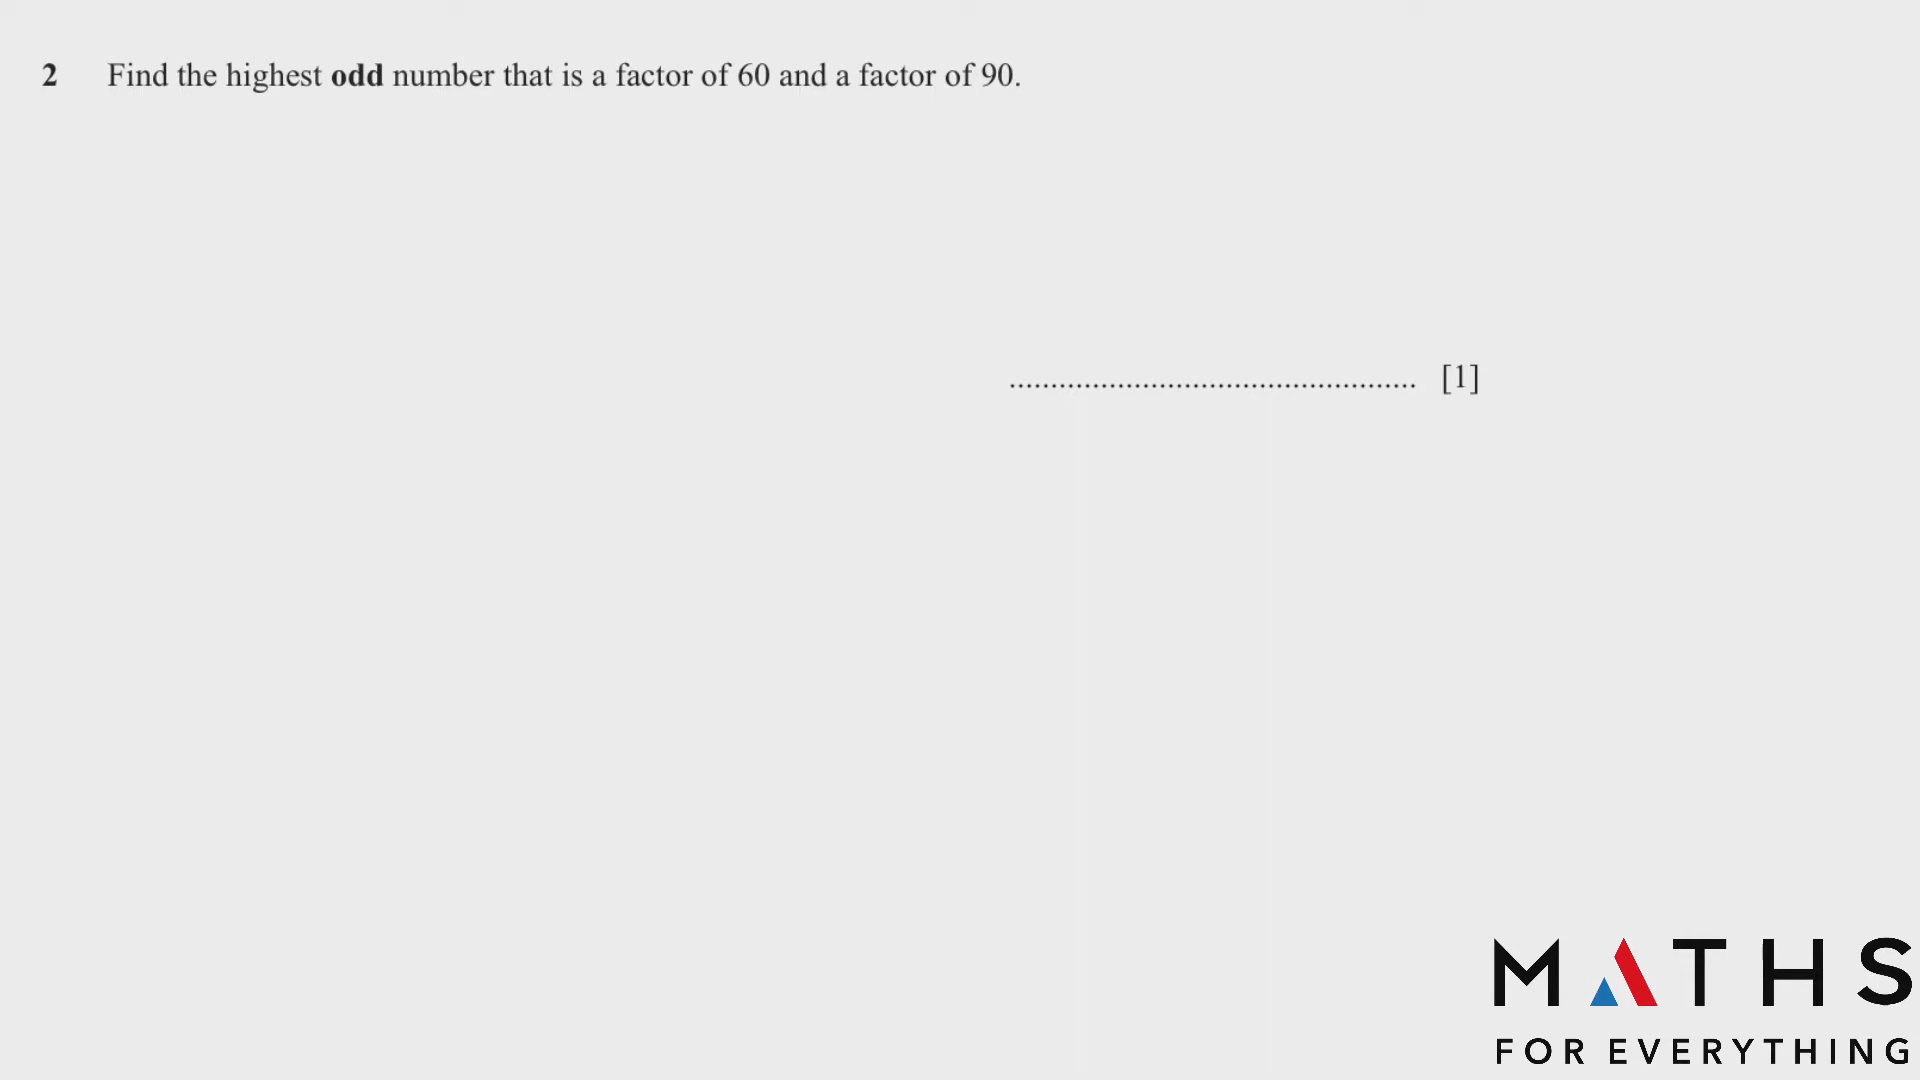 2 Find the highest odd number that is a factor of 60 and a factor of 90.
................................................. [1]
MATHS
FOR EVERYTHING